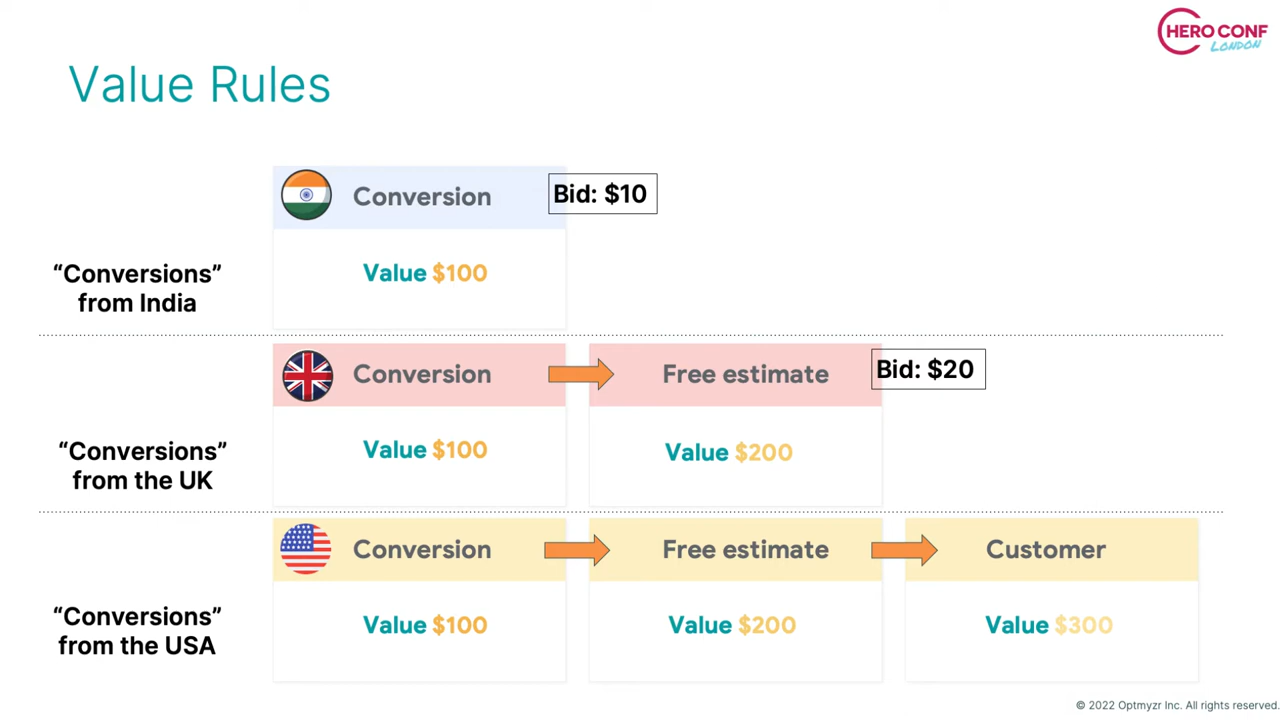 HERO CONF
LONDON
Value Rules
Conversion
Bid: $10
“Conversions”
from India
Value $100
Conversion
Free estimate
Bid: $20
“Conversions”
from the UK
Value $100
Value $200
Conversion
Free estimate
Customer
“Conversions”
from the USA
Value $100
Value $200
Value $300
© 2022 Optmyzr Inc. All rights reserved.